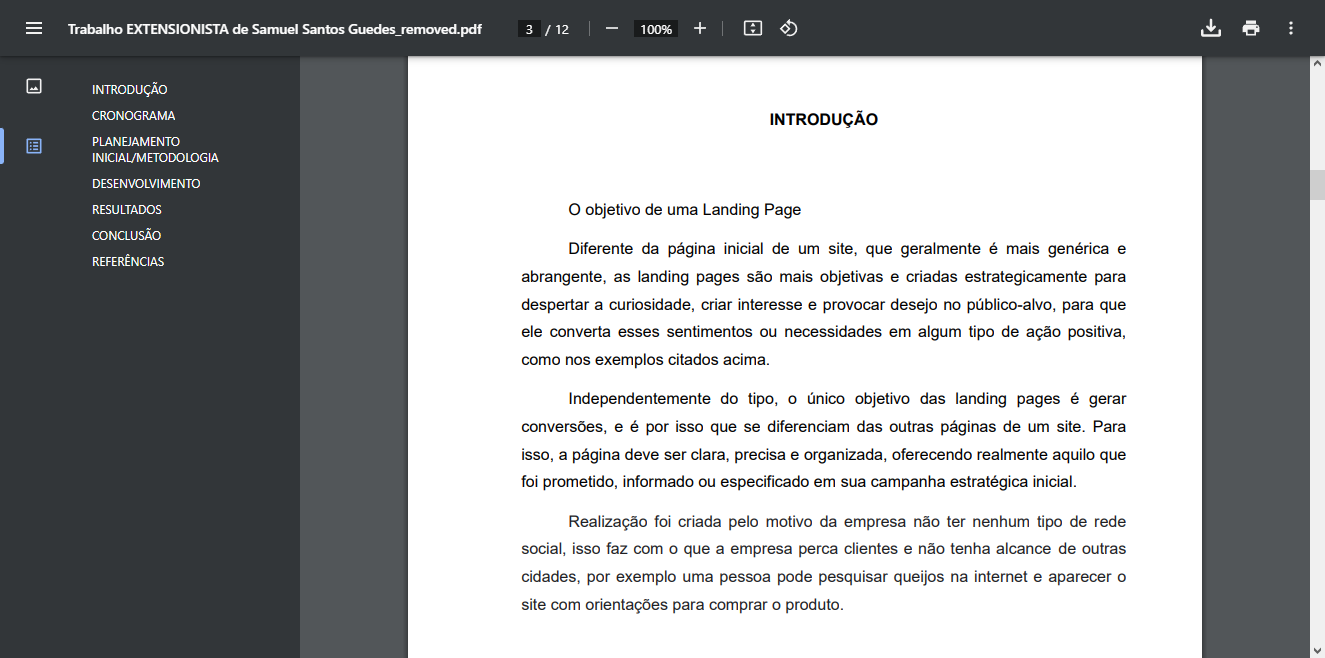 Trabalho EXTENSIONISTA de Samuel Santos Guedes_removed.pdf
3 / 12
100%
INTRODUÇÃO
CRONOGRAMA
PLANEJAMENTO
INICIAL/METODOLOGIA
DESENVOLVIMENTO
RESULTADOS
CONCLUSÃO
REFERÊNCIAS
INTRODUÇÃO
O objetivo de uma Landing Page
Diferente da página inicial de um site, que geralmente é mais genérica e
abrangente, as landing pages são mais objetivas e criadas estrategicamente para
despertar a curiosidade, criar interesse e provocar desejo no público-alvo, para que
ele converta esses sentimentos ou necessidades em algum tipo de ação positiva,
como nos exemplos citados acima.
Independentemente do tipo, o único objetivo das landing pages é gerar
conversões, e é por isso que se diferenciam das outras páginas de um site. Para
isso, a página deve ser clara, precisa e organizada, oferecendo realmente aquilo que
foi prometido, informado ou especificado em sua campanha estratégica inicial.
Realização foi criada pelo motivo da empresa não ter nenhum tipo de rede
social, isso faz com o que a empresa perca clientes e não tenha alcance de outras
cidades, por exemplo uma pessoa pode pesquisar queijos na internet e aparecer o
site com orientações para comprar o produto.